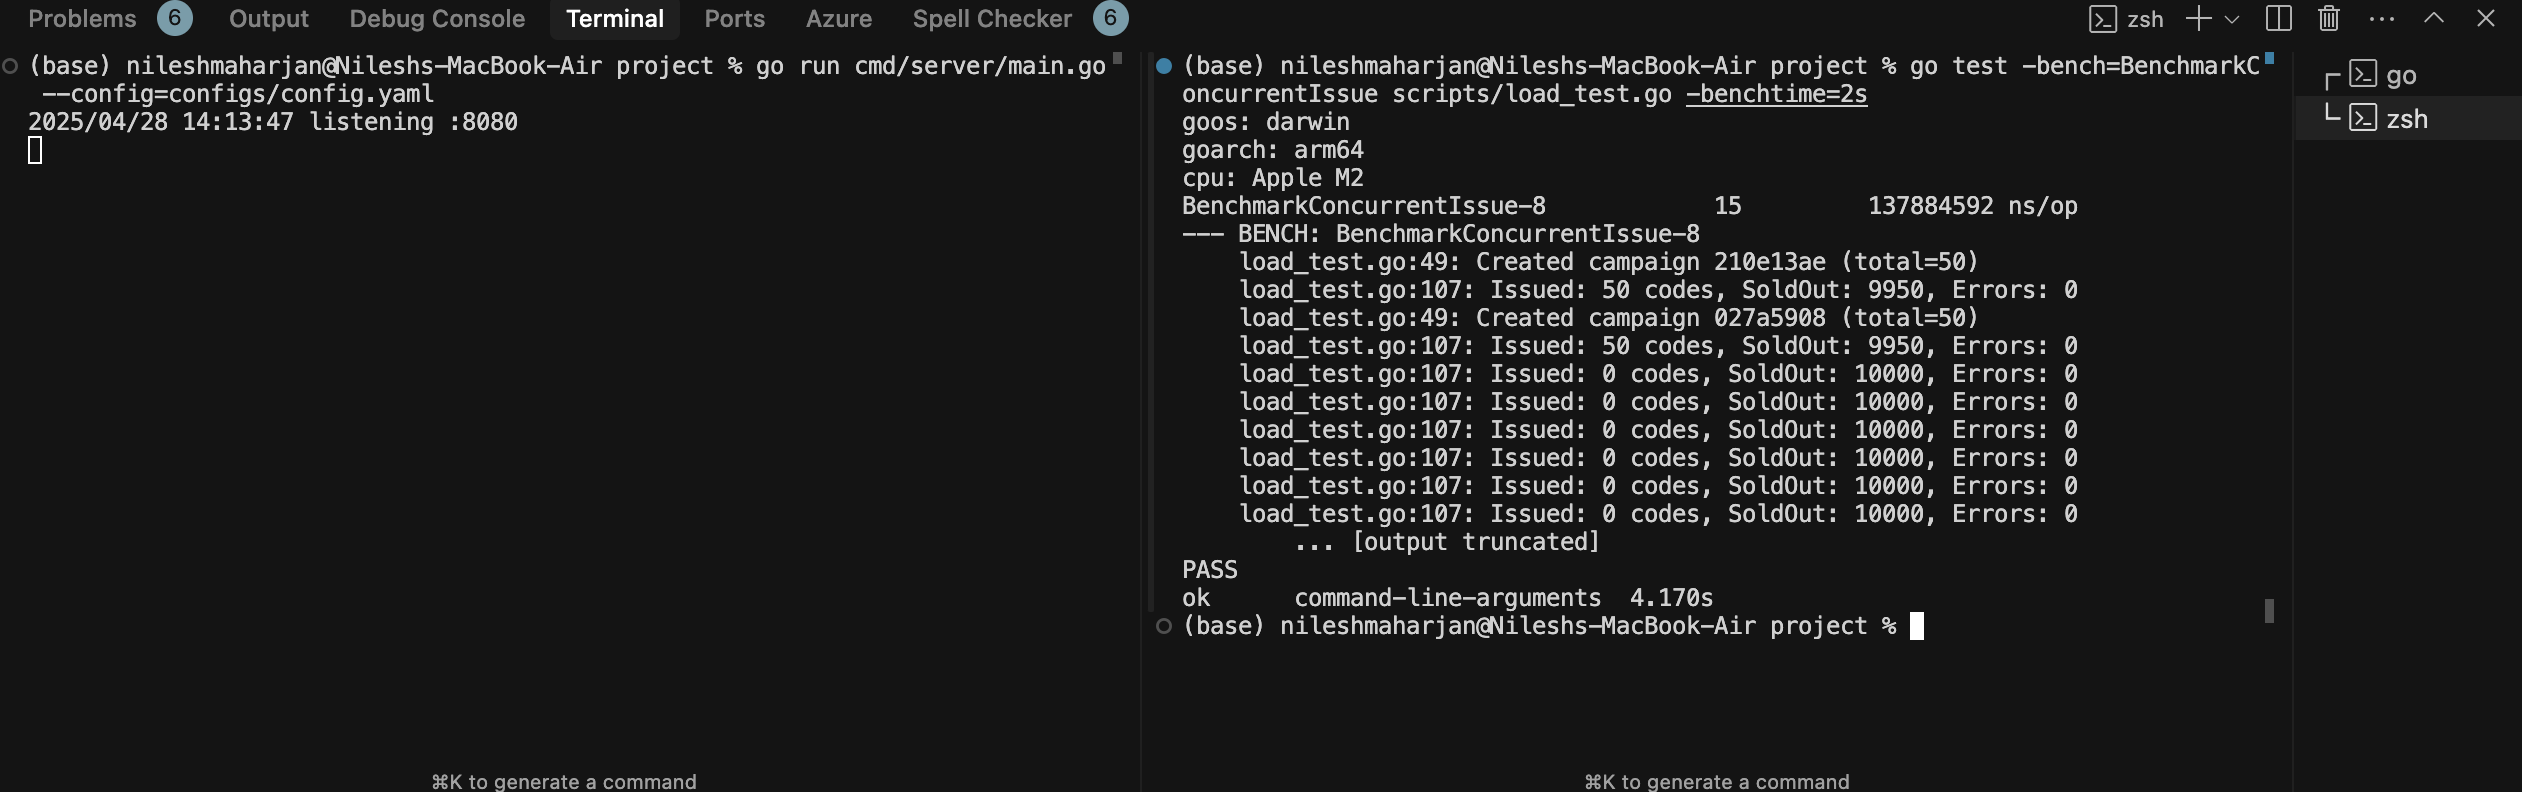 Problems 6 Output Debug Console Terminal Ports Azure Spell Checker 6 zsh
(base) nileshmaharjan@Nileshs-MacBook-Air project % go run cmd/server/main.go
--config=configs/config.yaml
2025/04/28 14:13:47 listening :8080
⌘K to generate a command
(base) nileshmaharjan@Nileshs-MacBook-Air project % go test -bench=BenchmarkC
oncurrentIssue scripts/load_test.go -benchtime=2s
goos: darwin
goarch: arm64
cpu: Apple M2
BenchmarkConcurrentIssue-8 15 137884592 ns/op
--- BENCH: BenchmarkConcurrentIssue-8
load_test.go:49: Created campaign 210e13ae (total=50)
load_test.go:107: Issued: 50 codes, SoldOut: 9950, Errors: 0
load_test.go:49: Created campaign 027a5908 (total=50)
load_test.go:107: Issued: 50 codes, SoldOut: 9950, Errors: 0
load_test.go:107: Issued: 0 codes, SoldOut: 10000, Errors: 0
load_test.go:107: Issued: 0 codes, SoldOut: 10000, Errors: 0
load_test.go:107: Issued: 0 codes, SoldOut: 10000, Errors: 0
load_test.go:107: Issued: 0 codes, SoldOut: 10000, Errors: 0
load_test.go:107: Issued: 0 codes, SoldOut: 10000, Errors: 0
load_test.go:107: Issued: 0 codes, SoldOut: 10000, Errors: 0
... [output truncated]
PASS
ok command-line-arguments 4.170s
(base) nileshmaharjan@Nileshs-MacBook-Air project %
⌘K to generate a command
go
zsh